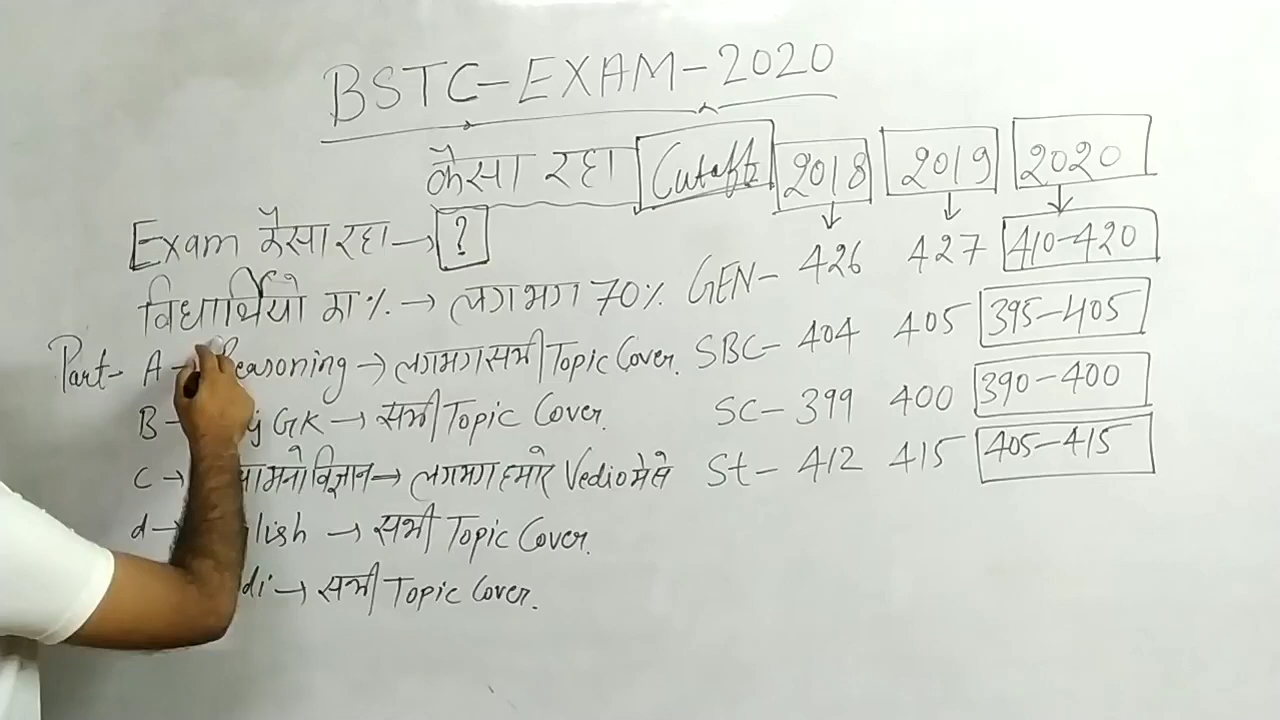 BSTC-EXAM-2020
कैसा रहा Cutoff 2018 2019 2020
Exam कैसा रहा → ?
GEN- 426 427 410-420
विद्यार्थियो का % → लगभग 70%
Part- A → Reasoning → लगभग सभी Topic Cover. SBC- 404 405 395-405
B- GK → सभी Topic Cover. SC- 399 400 390-400
C → मनोविज्ञान → लगभग हमारे Vedio मे से St- 412 415 405-415
d → lish → सभी Topic Cover.
di → सभी Topic Cover.